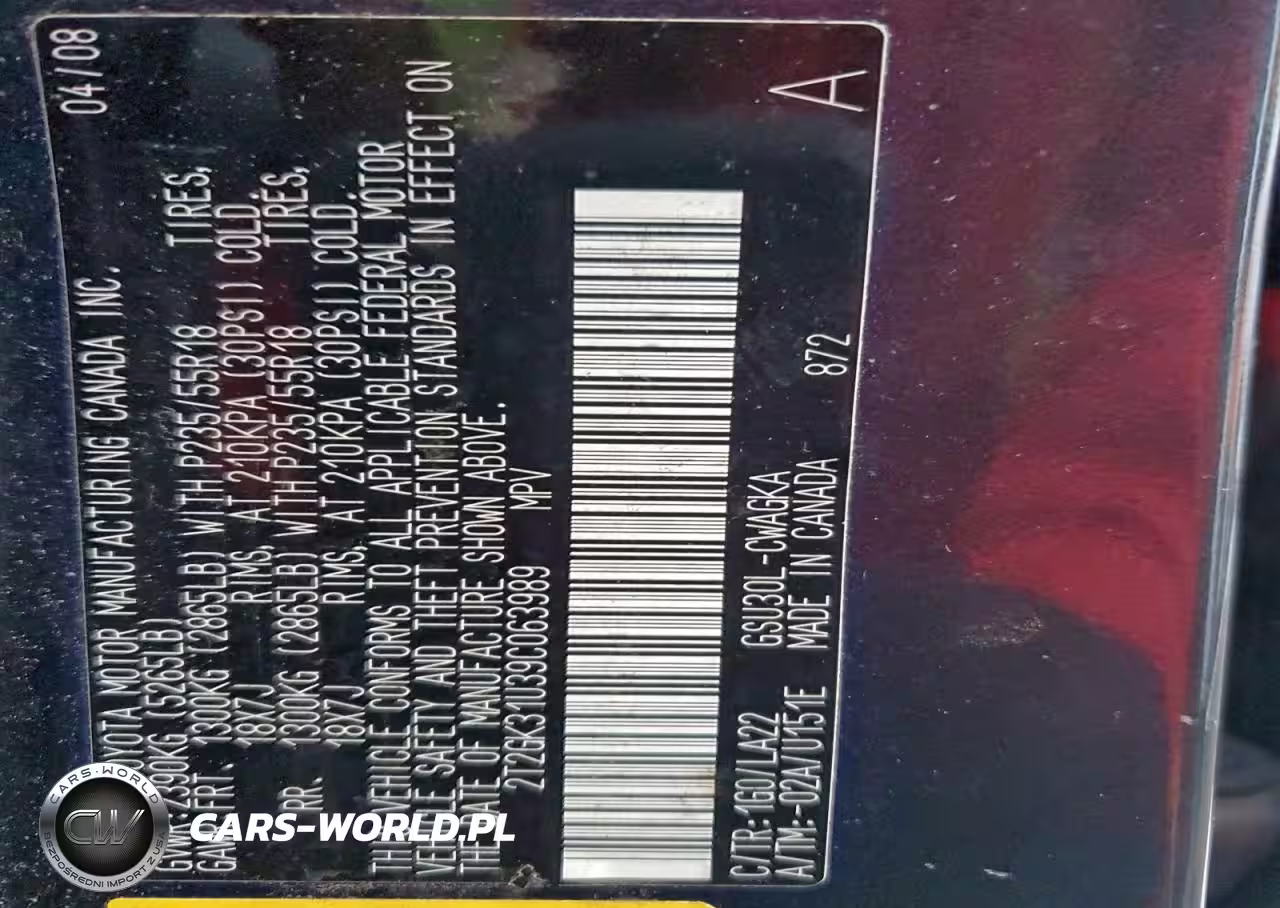 TOYOTA MOTOR MANUFACTURING CANADA INC. 04/08
GVWR: 2390KG (5265LB)
GAWR FRT. 1300KG (2865LB) WITH P235/55R18 TIRES,
18X7J RIMS, AT 210KPA (30PSI) COLD.
RR. 1300KG (2865LB) WITH P235/55R18 TIRES,
18X7J RIMS, AT 210KPA (30PSI) COLD.
THIS VEHICLE CONFORMS TO ALL APPLICABLE FEDERAL MOTOR
VEHICLE SAFETY AND THEFT PREVENTION STANDARDS IN EFFECT ON
THE DATE OF MANUFACTURE SHOWN ABOVE.
2T2GK31U39C063989 MPV
C/TR:1G0/LA22 GSU30L-CWAGKA
A/TM:-02A/U151E MADE IN CANADA 872
A
CARS-WORLD
CW
BEZPOŚREDNI IMPORT Z USA
CARS-WORLD.PL